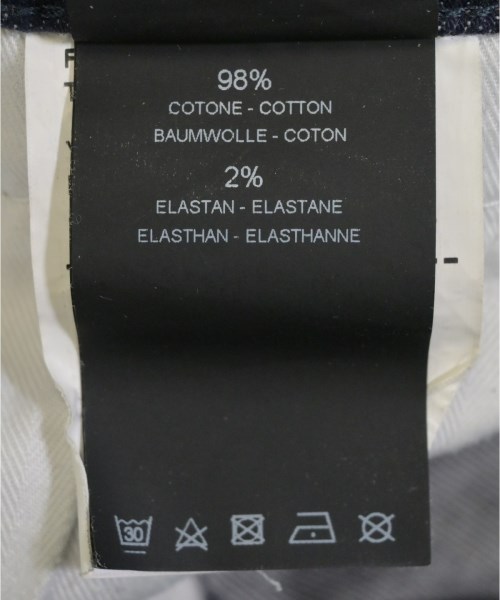 98%
COTONE - COTTON
BAUMWOLLE - COTON
2%
ELASTAN - ELASTANE
ELASTHAN - ELASTHANNE
30